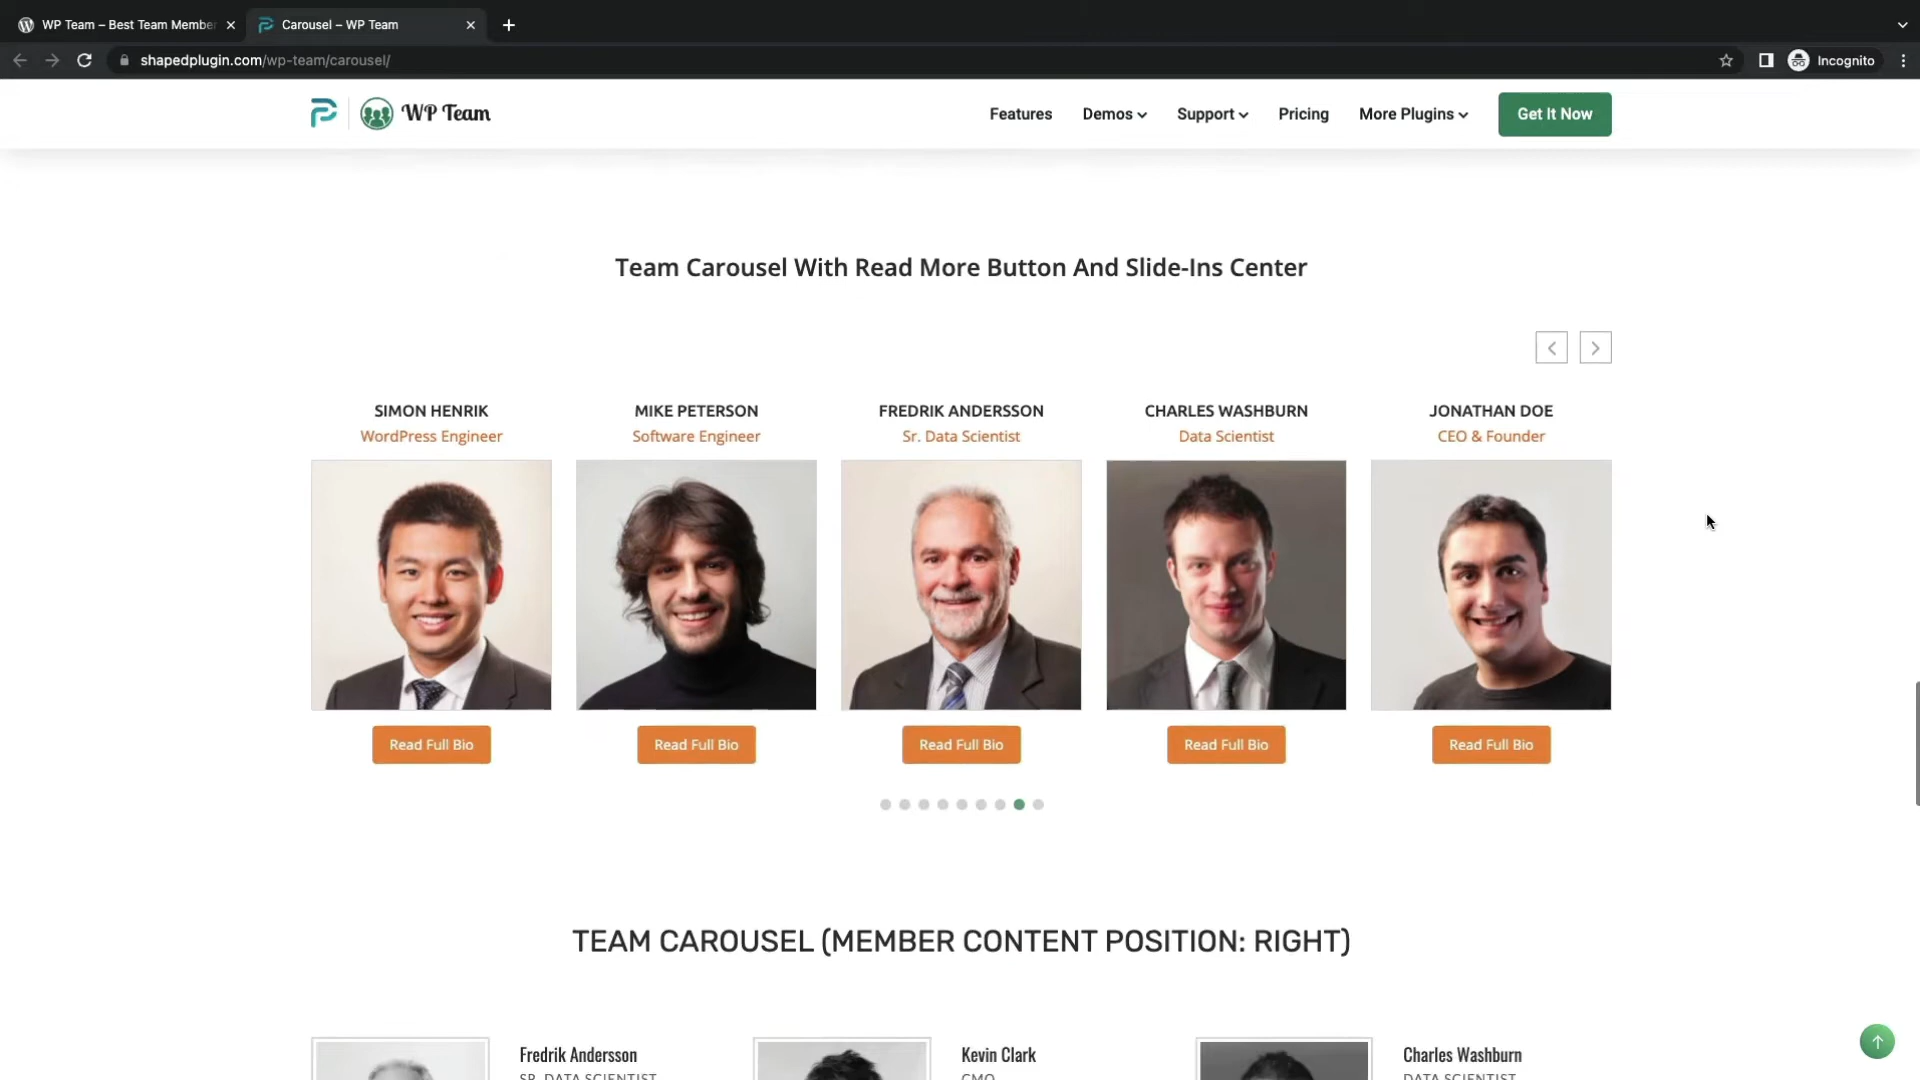 WP Team – Best Team Membe
Carousel – WP Team
shapedplugin.com/wp-team/carousel/
Incognito
WP Team
Features
Demos
Support
Pricing
More Plugins
Get It Now
Team Carousel With Read More Button And Slide-Ins Center
SIMON HENRIK
WordPress Engineer
MIKE PETERSON
Software Engineer
FREDRIK ANDERSSON
Sr. Data Scientist
CHARLES WASHBURN
Data Scientist
JONATHAN DOE
CEO & Founder
Read Full Bio
Read Full Bio
Read Full Bio
Read Full Bio
Read Full Bio
TEAM CAROUSEL (MEMBER CONTENT POSITION: RIGHT)
Fredrik Andersson
SR. DATA SCIENTIST
Kevin Clark
CMO
Charles Washburn
DATA SCIENTIST